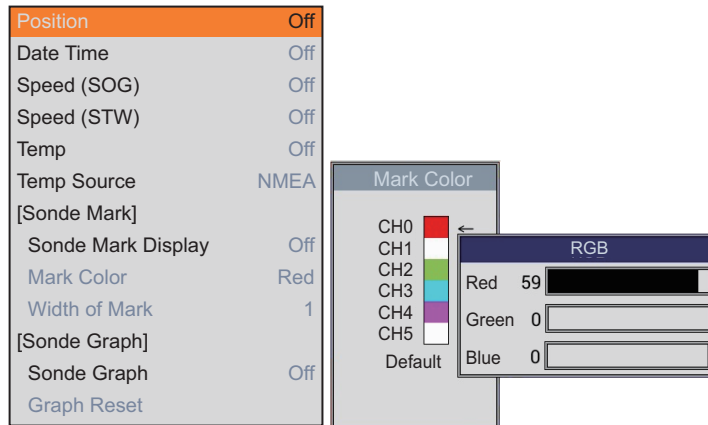 Position Off
Date Time Off
Speed (SOG) Off
Speed (STW) Off
Temp Off
Temp Source NMEA
[Sonde Mark]
Sonde Mark Display Off
Mark Color Red
Width of Mark 1
[Sonde Graph]
Sonde Graph Off
Graph Reset
Mark Color
CH0 ←
CH1
CH2
CH3
CH4
CH5
Default
RGB
Red 59
Green 0
Blue 0